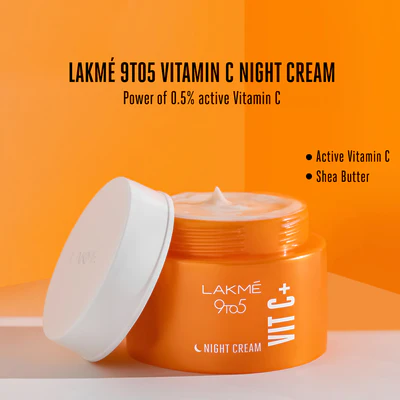 LAKMÉ 9TO5 VITAMIN C NIGHT CREAM
Power of 0.5% active Vitamin C
• Active Vitamin C
• Shea Butter
LAKMÉ
LAKMÉ
9TO5
VIT C+
NIGHT CREAM